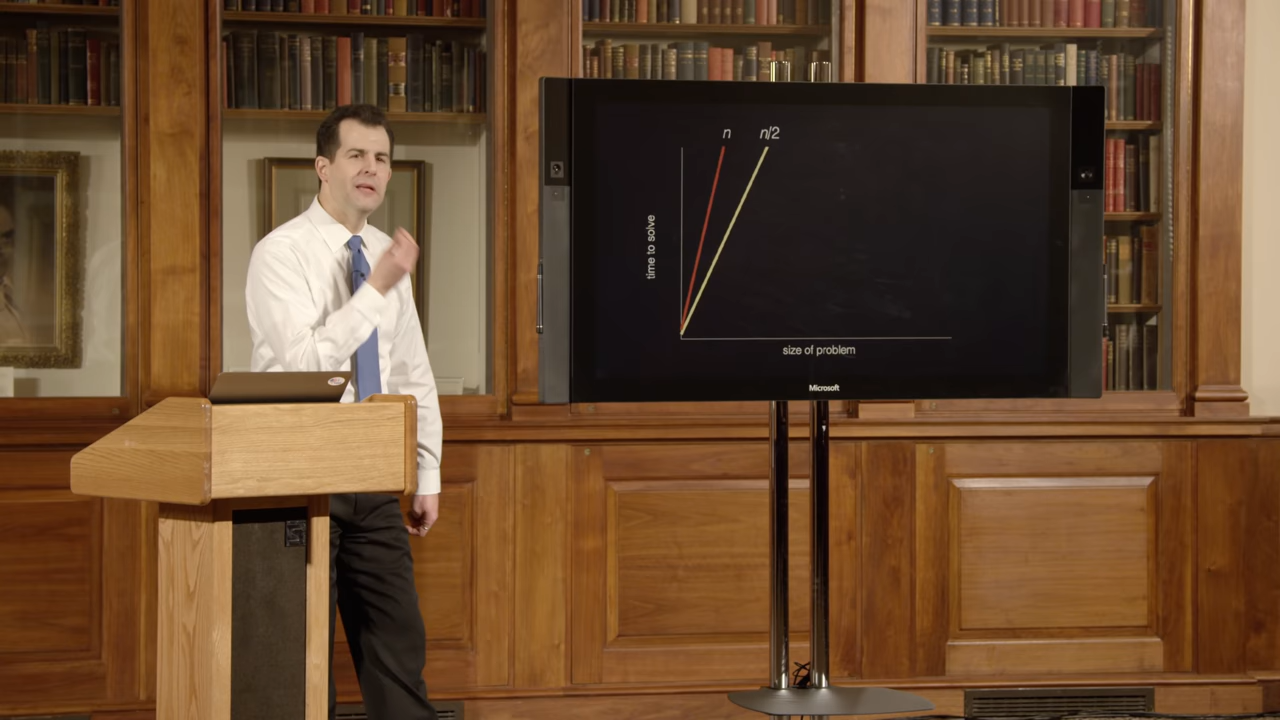 n n/2
time to solve
size of problem
Microsoft